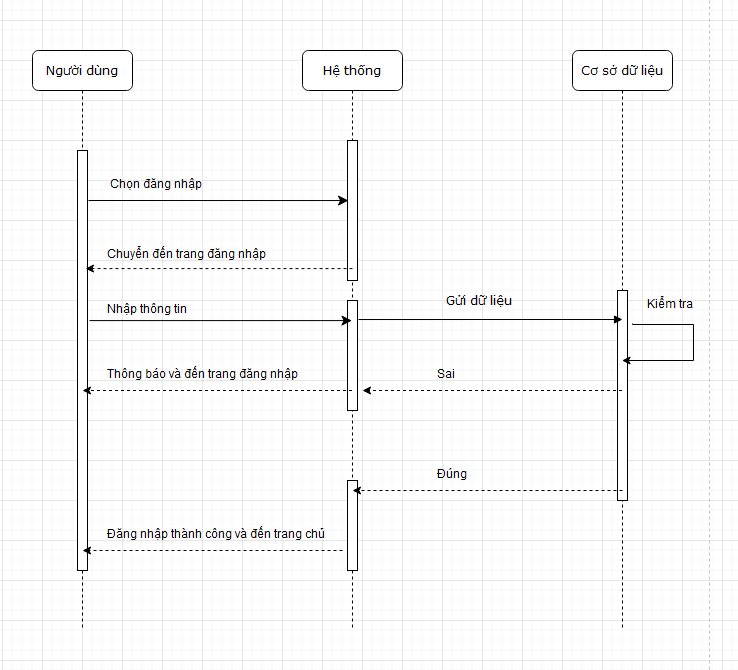 Người dùng
Hệ thống
Cơ sở dữ liệu
Chọn đăng nhập
Chuyển đến trang đăng nhập
Nhập thông tin
Gửi dữ liệu
Kiểm tra
Thông báo và đến trang đăng nhập
Sai
Đúng
Đăng nhập thành công và đến trang chủ